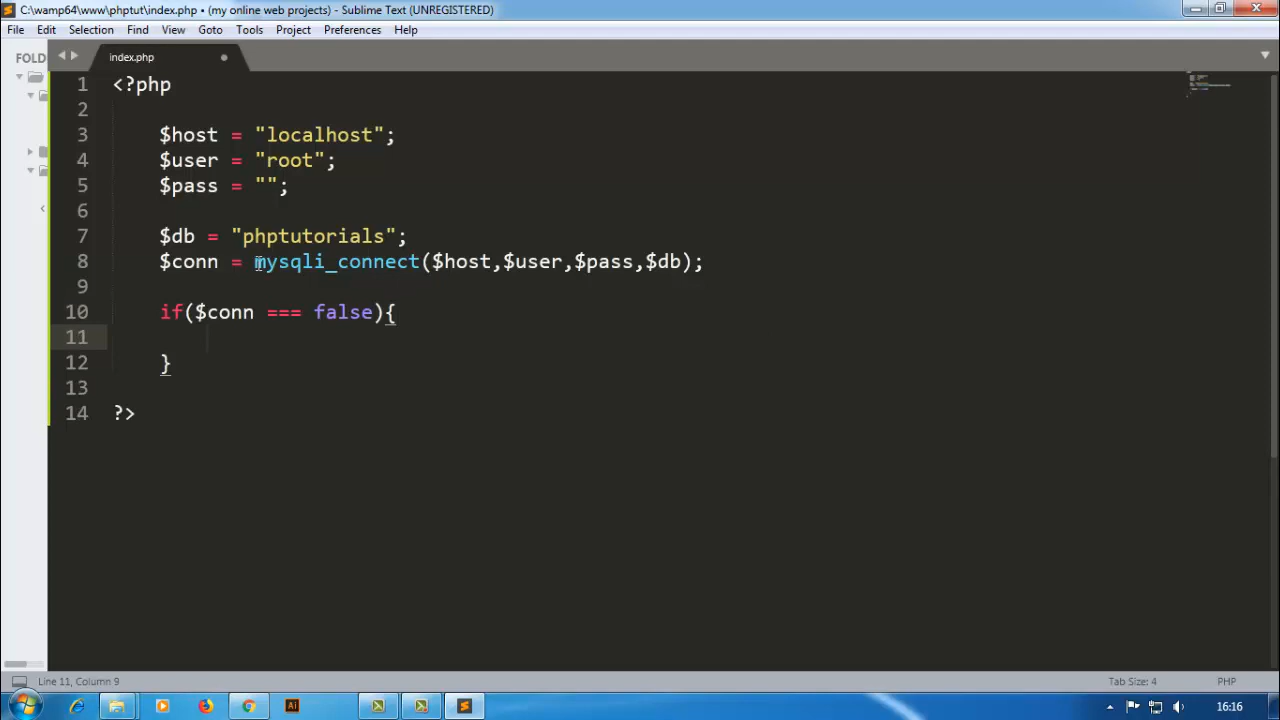 C:\wamp64\www\phptut\index.php • (my online web projects) - Sublime Text (UNREGISTERED)
File Edit Selection Find View Goto Tools Project Preferences Help
FOLD
index.php
1 <?php
2
3 $host = "localhost";
4 $user = "root";
5 $pass = "";
6
7 $db = "phptutorials";
8 $conn = mysqli_connect($host,$user,$pass,$db);
9
10 if($conn === false){
11
12 }
13
14 ?>
Line 11, Column 9 Tab Size: 4 PHP
Ai 16:16